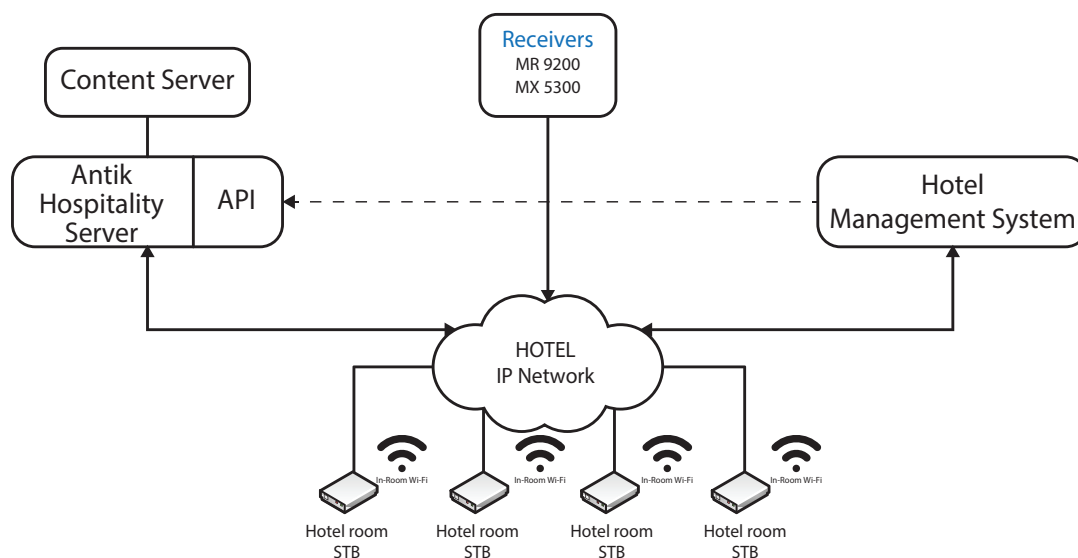 Receivers
MR 9200
MX 5300
Content Server
Antik
Hospitality
Server
API
Hotel
Management System
HOTEL
IP Network
In-Room Wi-Fi
In-Room Wi-Fi
In-Room Wi-Fi
In-Room Wi-Fi
Hotel room
STB
Hotel room
STB
Hotel room
STB
Hotel room
STB